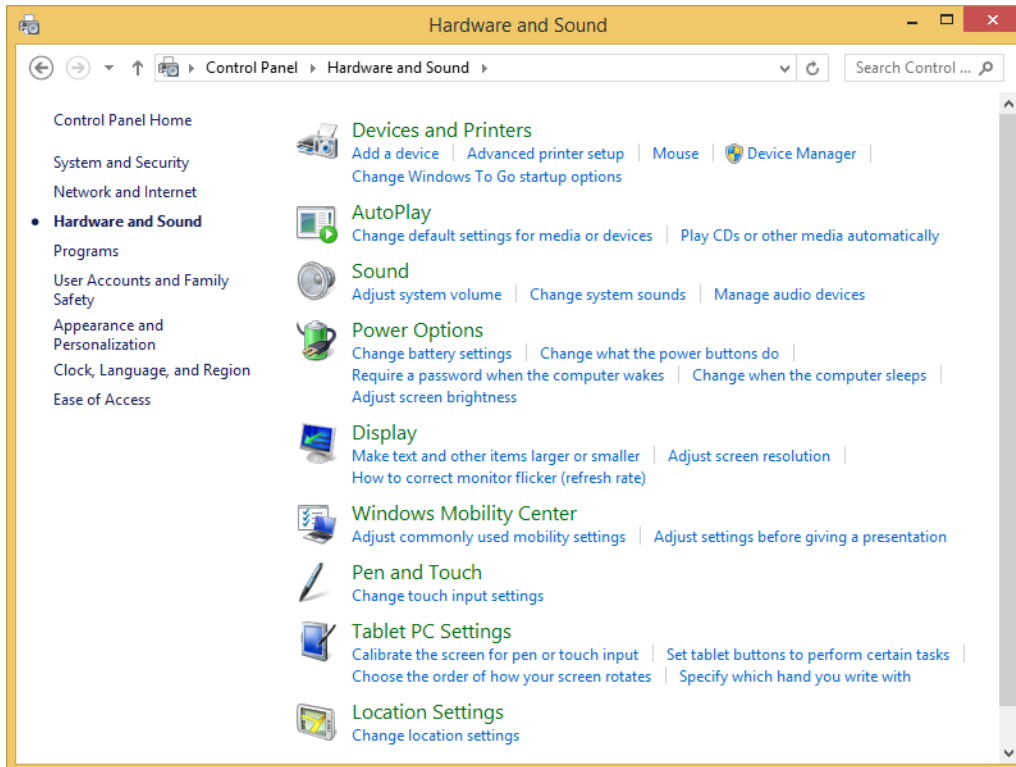 Hardware and Sound
Control Panel Hardware and Sound
Search Control ...
Control Panel Home
System and Security
Network and Internet
Hardware and Sound
Programs
User Accounts and Family
Safety
Appearance and
Personalization
Clock, Language, and Region
Ease of Access
Devices and Printers
Add a device Advanced printer setup Mouse Device Manager
Change Windows To Go startup options
AutoPlay
Change default settings for media or devices Play CDs or other media automatically
Sound
Adjust system volume Change system sounds Manage audio devices
Power Options
Change battery settings Change what the power buttons do
Require a password when the computer wakes Change when the computer sleeps
Adjust screen brightness
Display
Make text and other items larger or smaller Adjust screen resolution
How to correct monitor flicker (refresh rate)
Windows Mobility Center
Adjust commonly used mobility settings Adjust settings before giving a presentation
Pen and Touch
Change touch input settings
Tablet PC Settings
Calibrate the screen for pen or touch input Set tablet buttons to perform certain tasks
Choose the order of how your screen rotates Specify which hand you write with
Location Settings
Change location settings